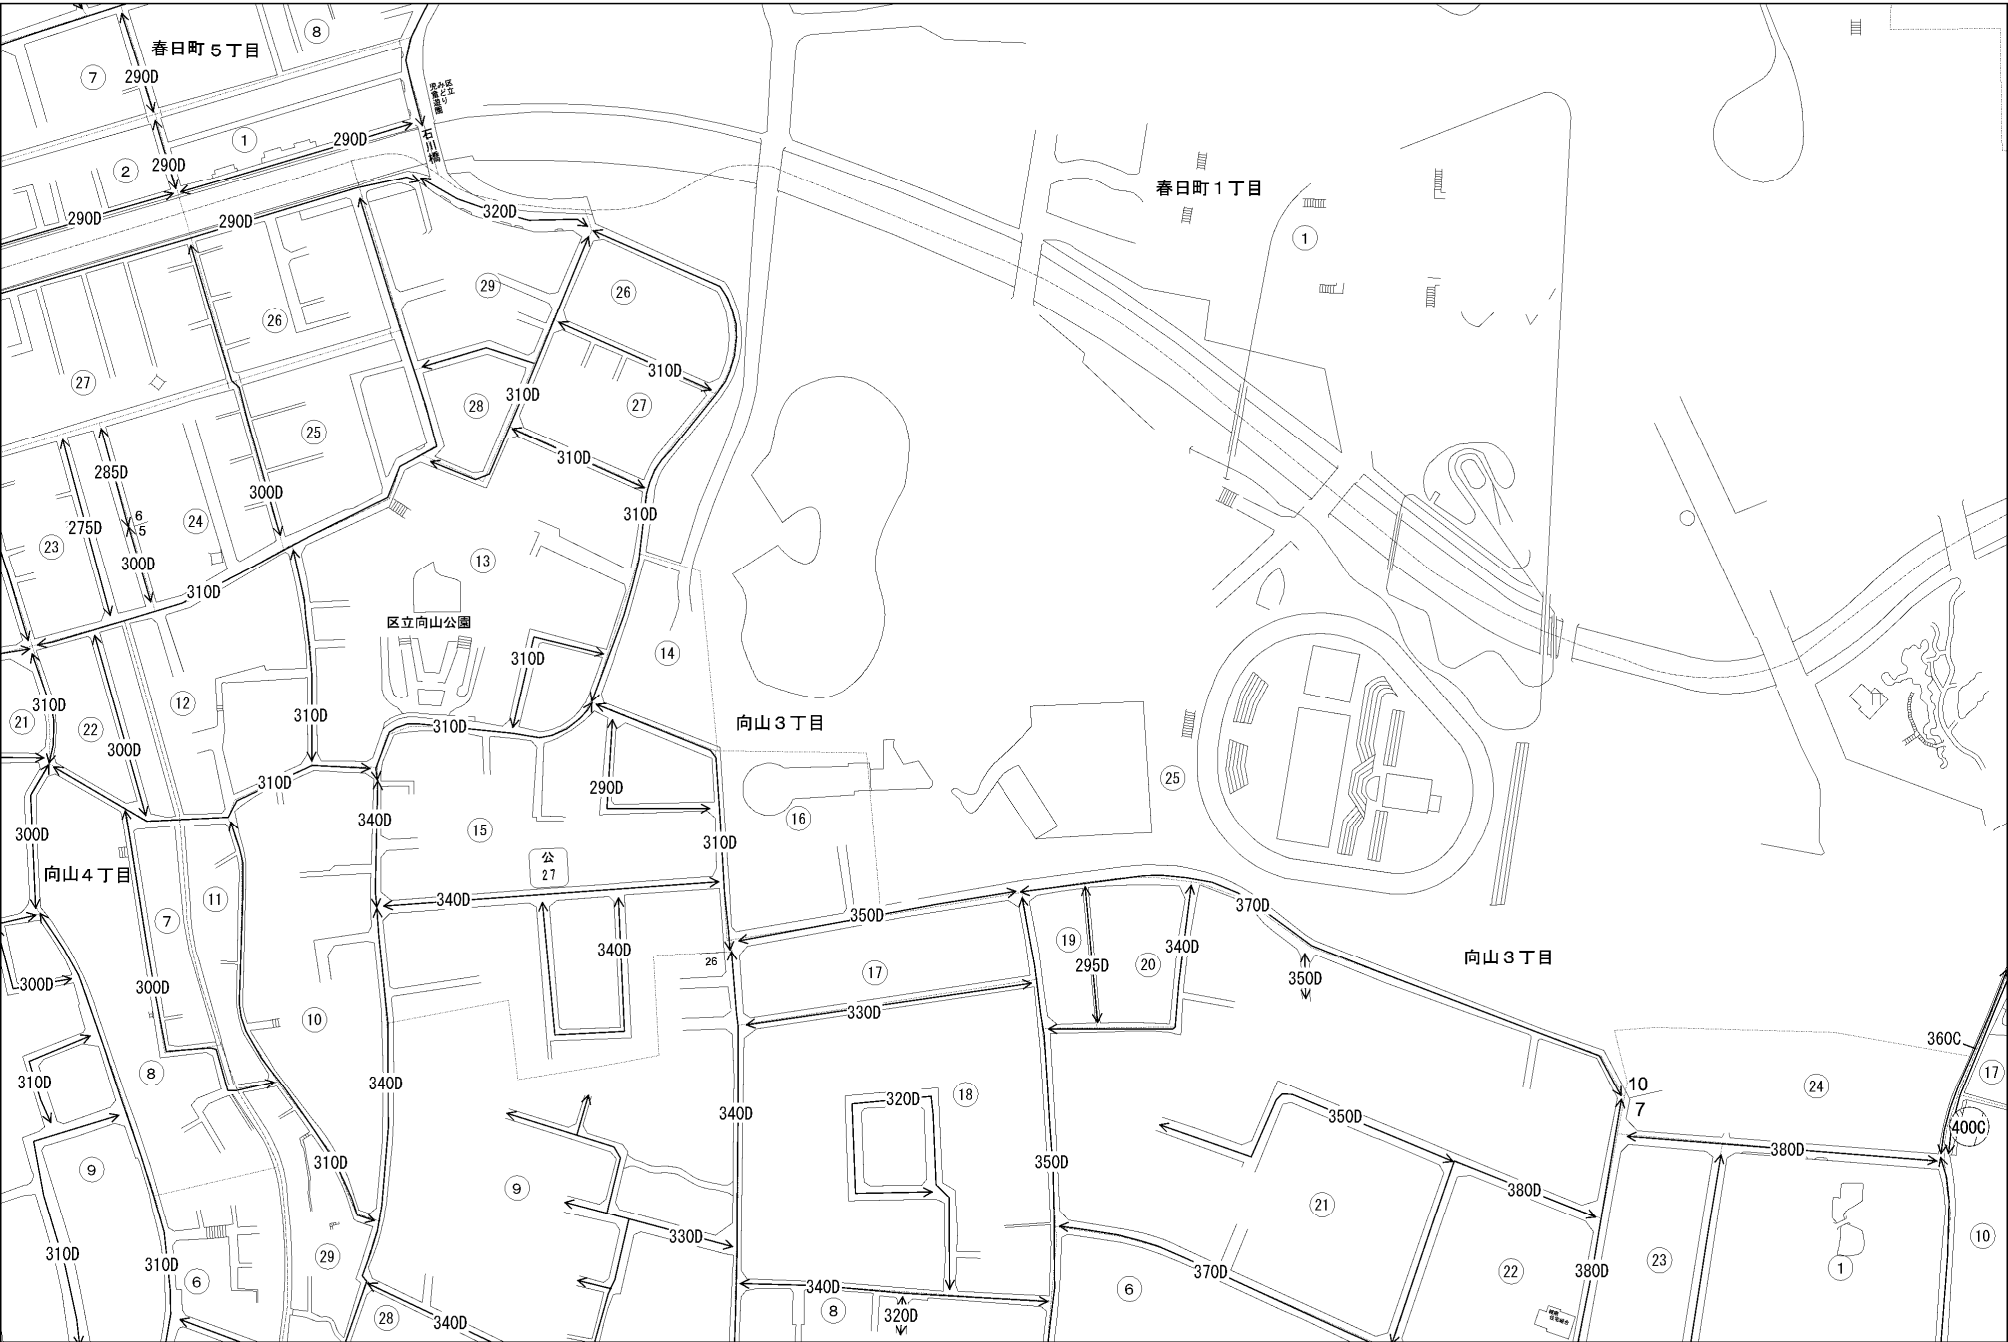 春日町５丁目
8
7
290D
区立
みどり
児童遊園
1
290D
石川橋
2
290D
290D
春日町１丁目
320D
290D
1
29
26
26
310D
27
310D
28
27
25
310D
285D
300D
6
5
275D
24
310D
23
300D
13
310D
区立向山公園
310D
14
310D
12
21
22
310D
310D
向山３丁目
300D
25
310D
290D
16
340D
15
300D
310D
公
27
向山４丁目
11
340D
350D
370D
7
19
340D
340D
20
向山３丁目
26
295D
17
350D
300D
300D
330D
10
360C
17
8
310D
340D
10
24
18
320D
7
340D
350D
400C
380D
310D
350D
9
9
380D
21
330D
310D
310D
29
10
23
1
370D
22
380D
6
6
340D
8
320D
28
340D